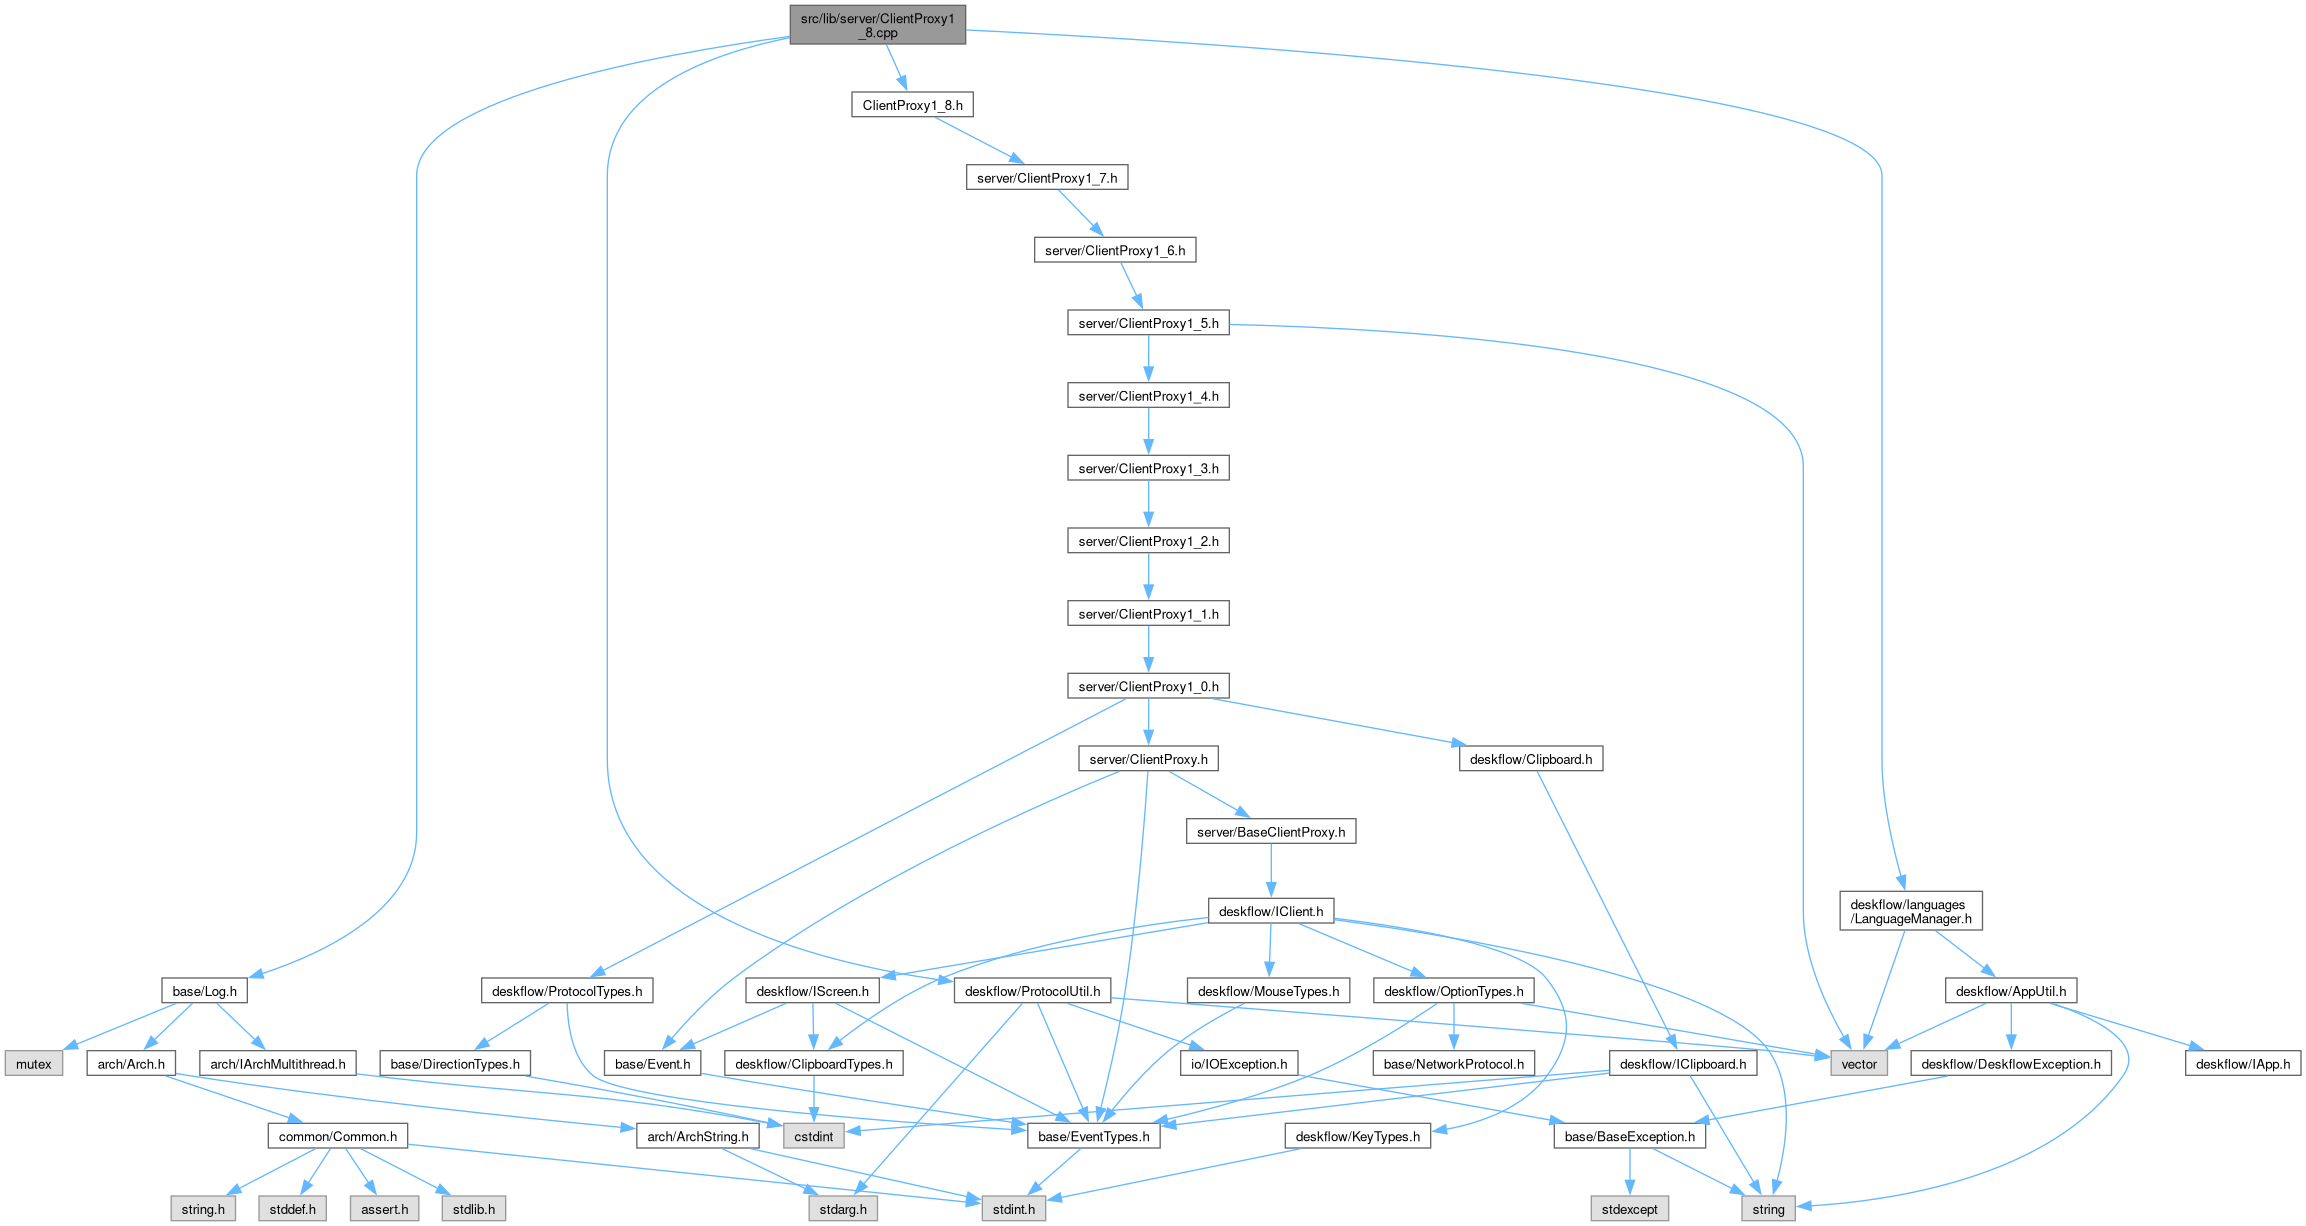 src/lib/server/ClientProxy1
_8.cpp
ClientProxy1_8.h
server/ClientProxy1_7.h
server/ClientProxy1_6.h
server/ClientProxy1_5.h
server/ClientProxy1_4.h
server/ClientProxy1_3.h
server/ClientProxy1_2.h
server/ClientProxy1_1.h
server/ClientProxy1_0.h
server/ClientProxy.h
deskflow/Clipboard.h
server/BaseClientProxy.h
deskflow/IClient.h
deskflow/languages
/LanguageManager.h
base/Log.h
deskflow/ProtocolTypes.h
deskflow/IScreen.h
deskflow/ProtocolUtil.h
deskflow/MouseTypes.h
deskflow/OptionTypes.h
deskflow/AppUtil.h
mutex
arch/Arch.h
arch/IArchMultithread.h
base/DirectionTypes.h
base/Event.h
deskflow/ClipboardTypes.h
io/IOException.h
base/NetworkProtocol.h
deskflow/IClipboard.h
vector
deskflow/DeskflowException.h
deskflow/IApp.h
common/Common.h
arch/ArchString.h
cstdint
base/EventTypes.h
deskflow/KeyTypes.h
base/BaseException.h
string.h
stddef.h
assert.h
stdlib.h
stdarg.h
stdint.h
stdexcept
string